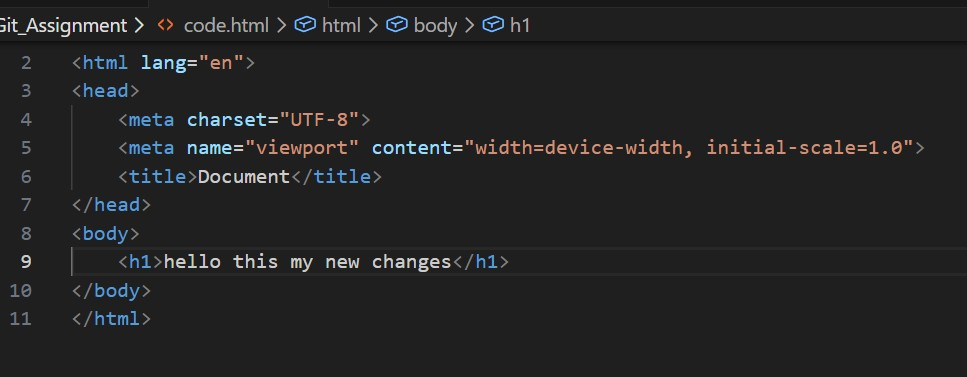 Git_Assignment > <> code.html > html > body > h1
2 <html lang="en">
3 <head>
4     <meta charset="UTF-8">
5     <meta name="viewport" content="width=device-width, initial-scale=1.0">
6     <title>Document</title>
7 </head>
8 <body>
9     <h1>hello this my new changes</h1>
10 </body>
11 </html>